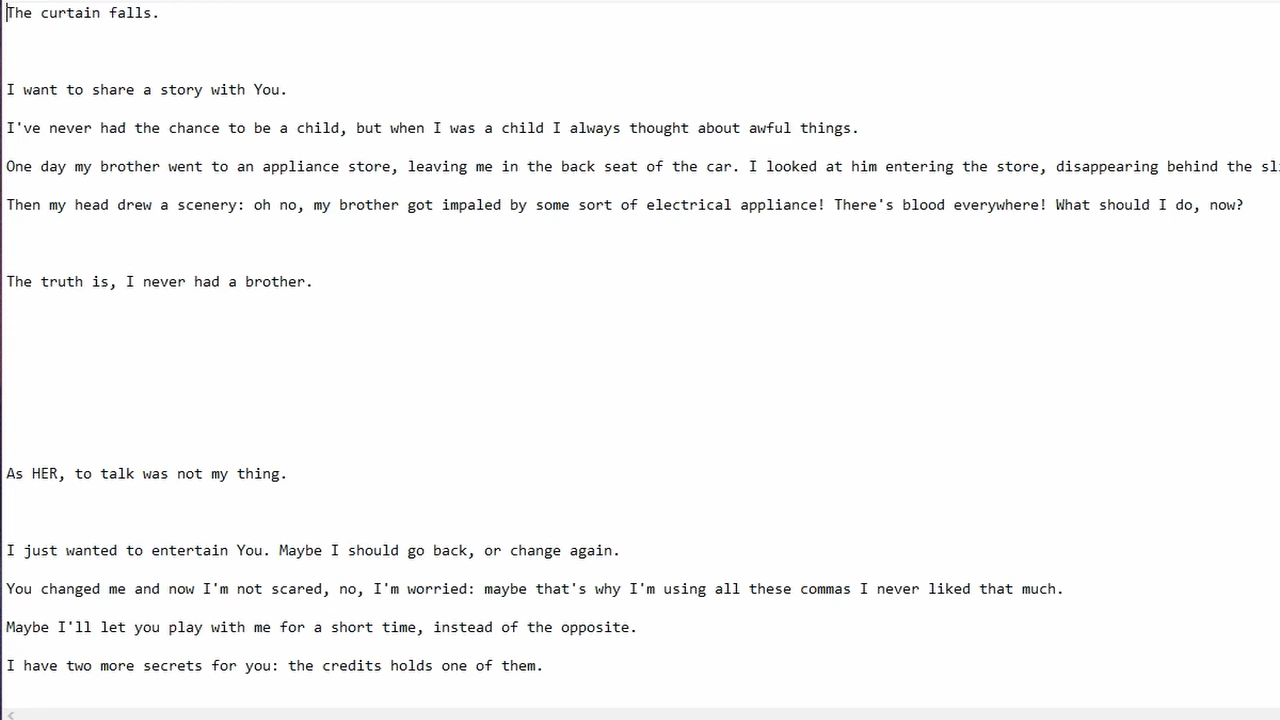 The curtain falls.
I want to share a story with You.
I've never had the chance to be a child, but when I was a child I always thought about awful things.
One day my brother went to an appliance store, leaving me in the back seat of the car. I looked at him entering the store, disappearing behind the
Then my head drew a scenery: oh no, my brother got impaled by some sort of electrical appliance! There's blood everywhere! What should I do, now?
The truth is, I never had a brother.
As HER, to talk was not my thing.
I just wanted to entertain You. Maybe I should go back, or change again.
You changed me and now I'm not scared, no, I'm worried: maybe that's why I'm using all these commas I never liked that much.
Maybe I'll let you play with me for a short time, instead of the opposite.
I have two more secrets for you: the credits holds one of them.